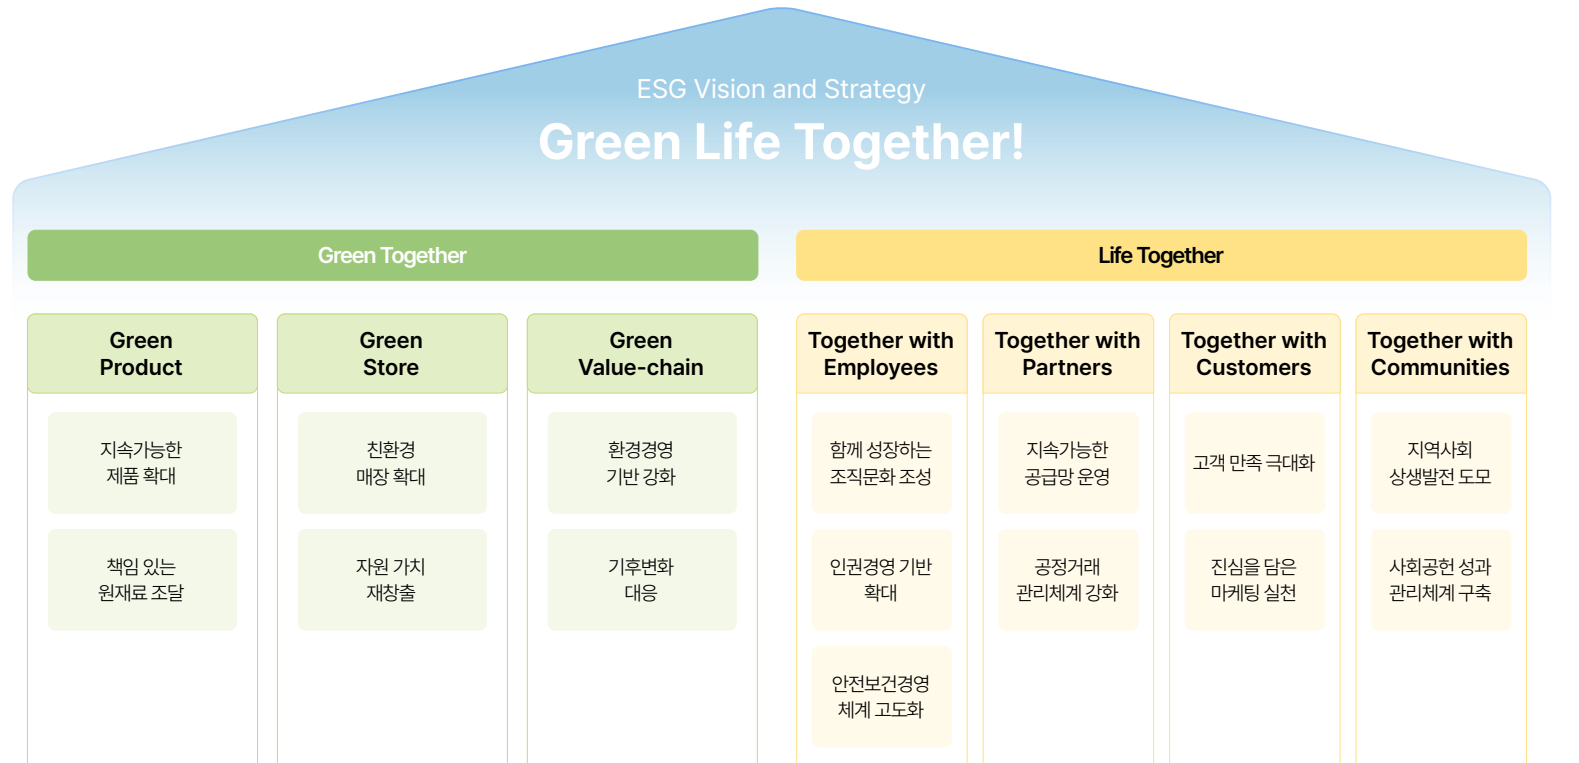 ESG Vision and Strategy
Green Life Together!
Green Together
Life Together
Green
Product
Green
Store
Green
Value-chain
Together with
Employees
Together with
Partners
Together with
Customers
Together with
Communities
지속가능한
제품 확대
친환경
매장 확대
환경경영
기반 강화
함께 성장하는
조직문화 조성
지속가능한
공급망 운영
고객 만족 극대화
지역사회
상생발전 도모
책임 있는
원재료 조달
자원 가치
재창출
기후변화
대응
인권경영 기반
확대
공정거래
관리체계 강화
진심을 담은
마케팅 실천
사회공헌 성과
관리체계 구축
안전보건경영
체계 고도화